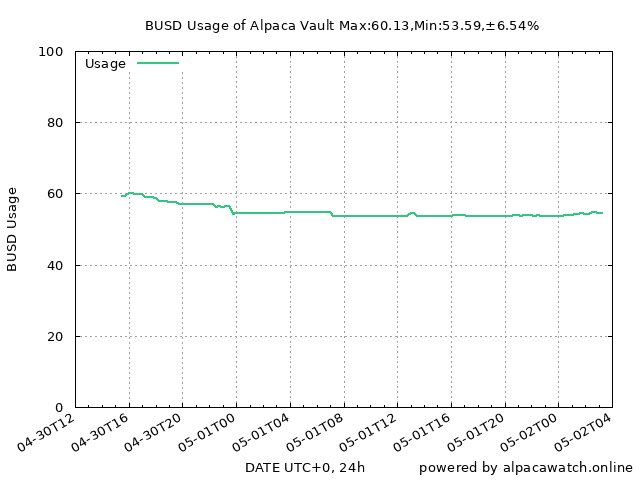 BUSD Usage of Alpaca Vault Max:60.13,Min:53.59,±6.54%
Usage
100
80
60
40
20
0
BUSD Usage
04-30T12
04-30T16
04-30T20
05-01T00
05-01T04
05-01T08
05-01T12
05-01T16
05-01T20
05-02T00
05-02T04
DATE UTC+0, 24h
powered by alpacawatch.online